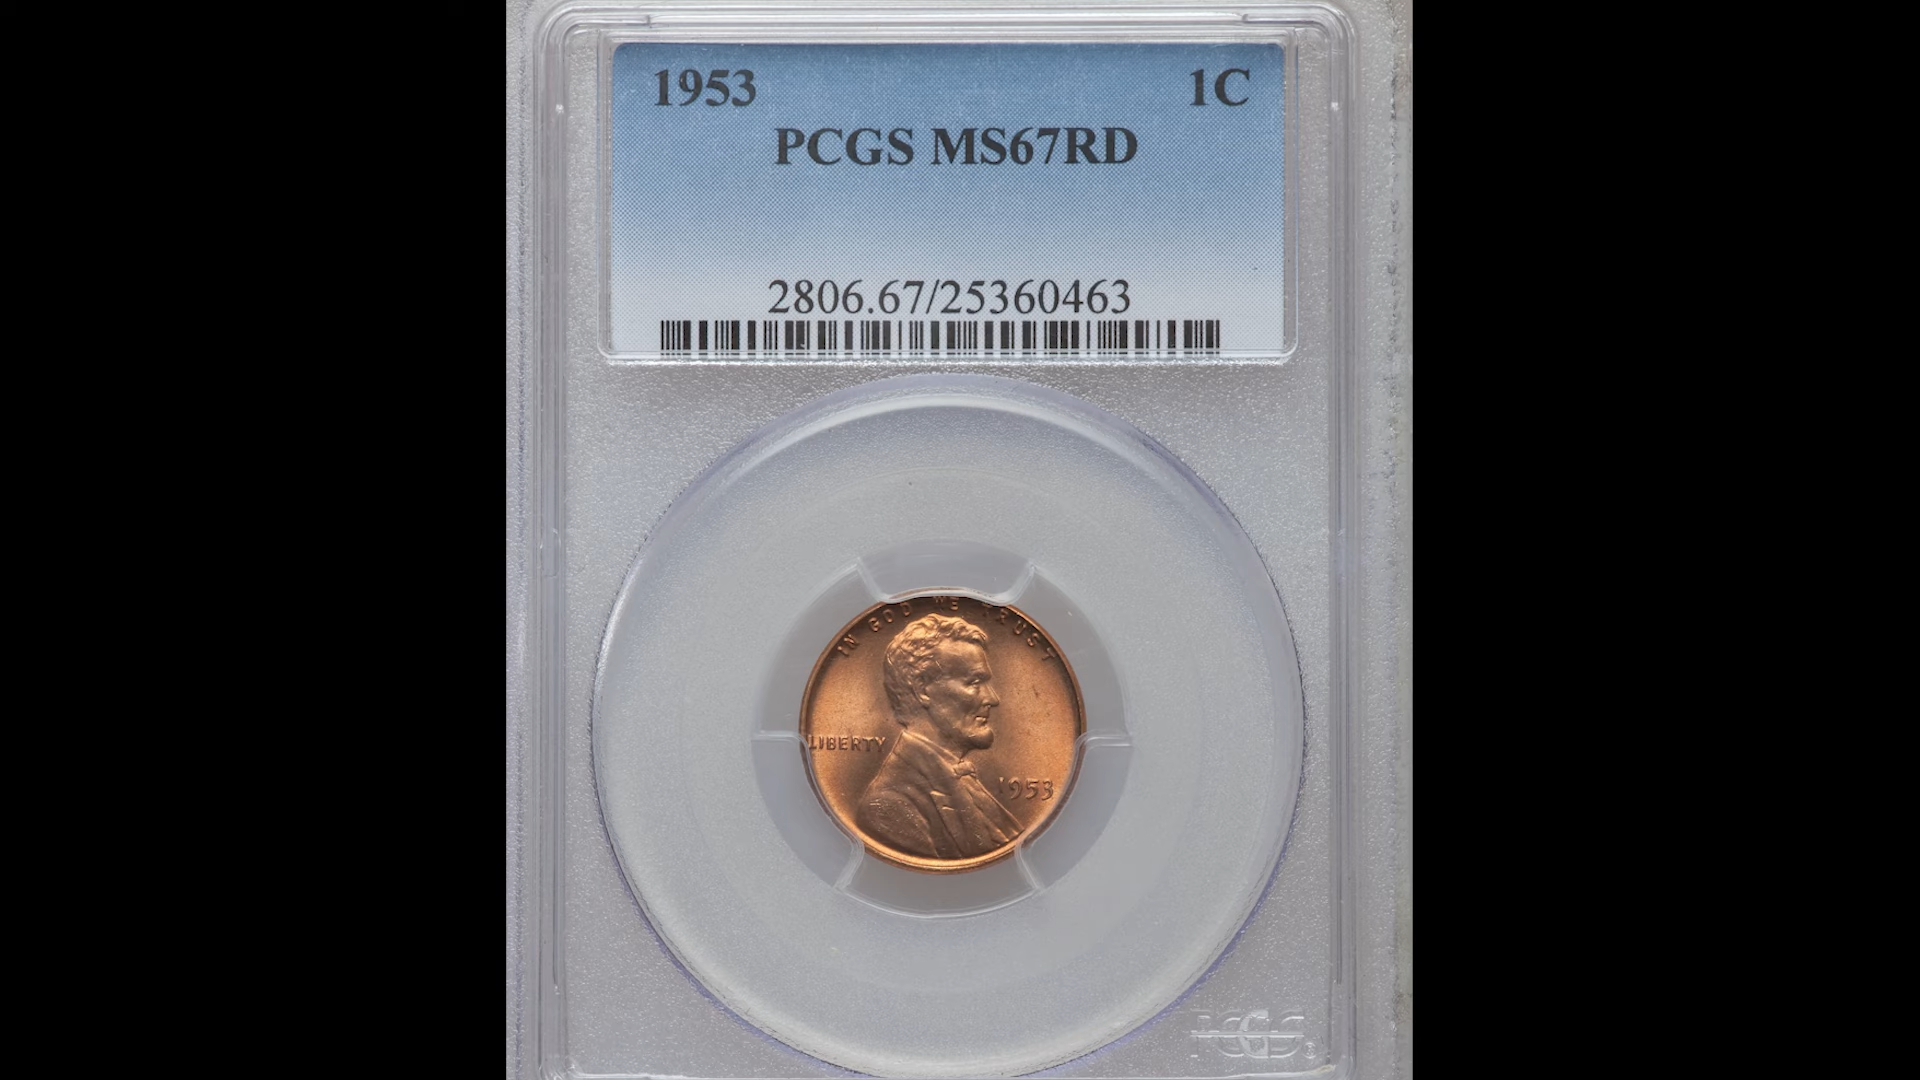 1953 1C
PCGS MS67RD
2806.67/25360463
IN GOD WE TRUST
LIBERTY
1953
PCGS